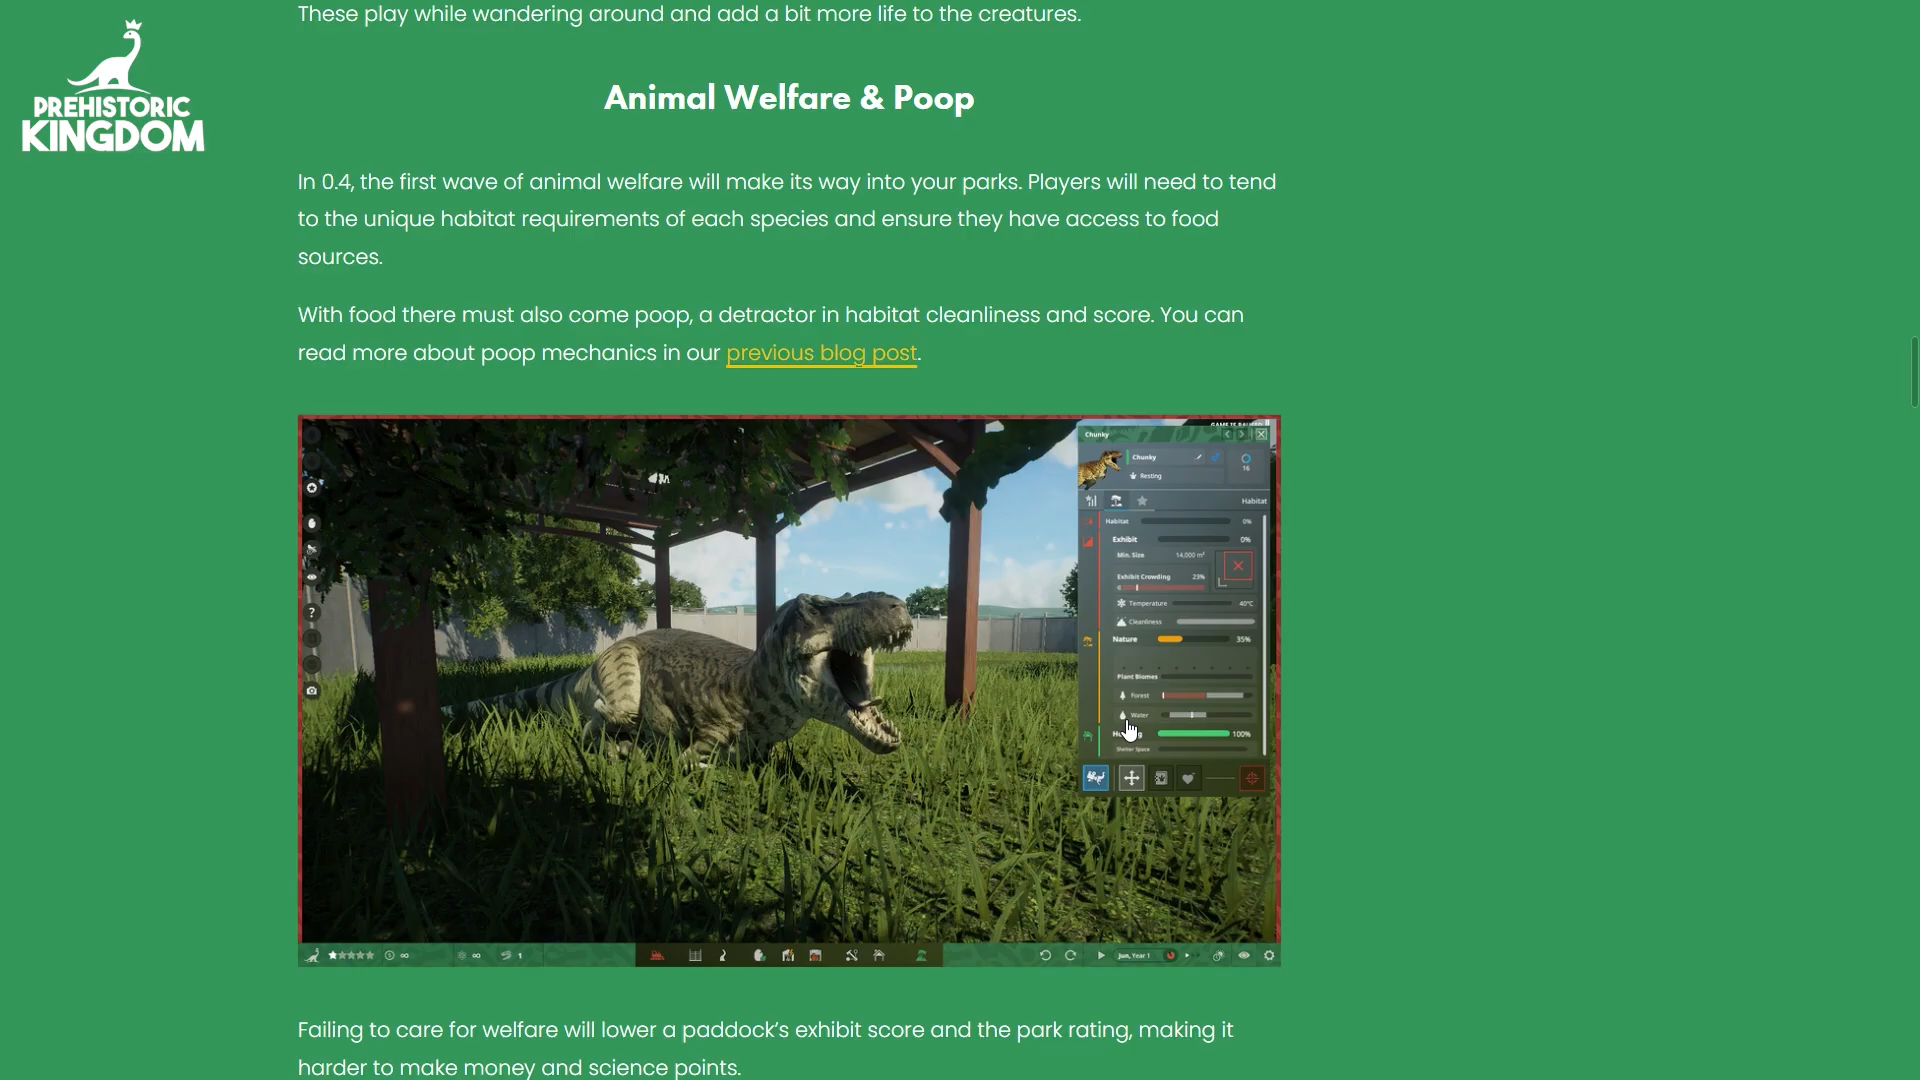 These play while wandering around and add a bit more life to the creatures.
PREHISTORIC
KINGDOM
Animal Welfare & Poop
In 0.4, the first wave of animal welfare will make its way into your parks. Players will need to tend
to the unique habitat requirements of each species and ensure they have access to food
sources.
With food there must also come poop, a detractor in habitat cleanliness and score. You can
read more about poop mechanics in our previous blog post.
Chunky
Chunky
16
Resting
Habitat
Habitat 0%
Exhibit 0%
Min. Size 14,000 m²
Exhibit Crowding 23%
Temperature 40°C
Cleanliness
Nature 35%
Plant Biomes
Forest
Water
100%
Shelter Space
∞
∞
1
Jun, Year 1
Failing to care for welfare will lower a paddock's exhibit score and the park rating, making it
harder to make money and science points.